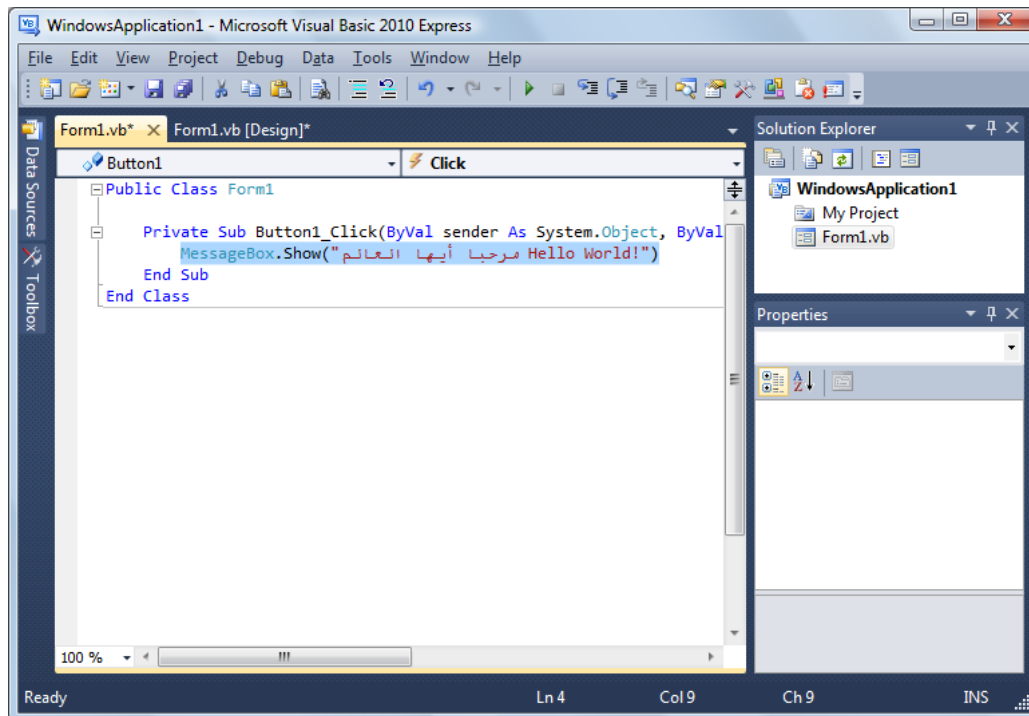 WindowsApplication1 - Microsoft Visual Basic 2010 Express
File Edit View Project Debug Data Tools Window Help
Form1.vb* Form1.vb [Design]*
Button1 Click
Public Class Form1
Private Sub Button1_Click(ByVal sender As System.Object, ByVal
MessageBox.Show("مرحبا أيها العالم Hello World!")
End Sub
End Class
100 %
Data Sources
Toolbox
Solution Explorer
WindowsApplication1
My Project
Form1.vb
Properties
Ready Ln 4 Col 9 Ch 9 INS